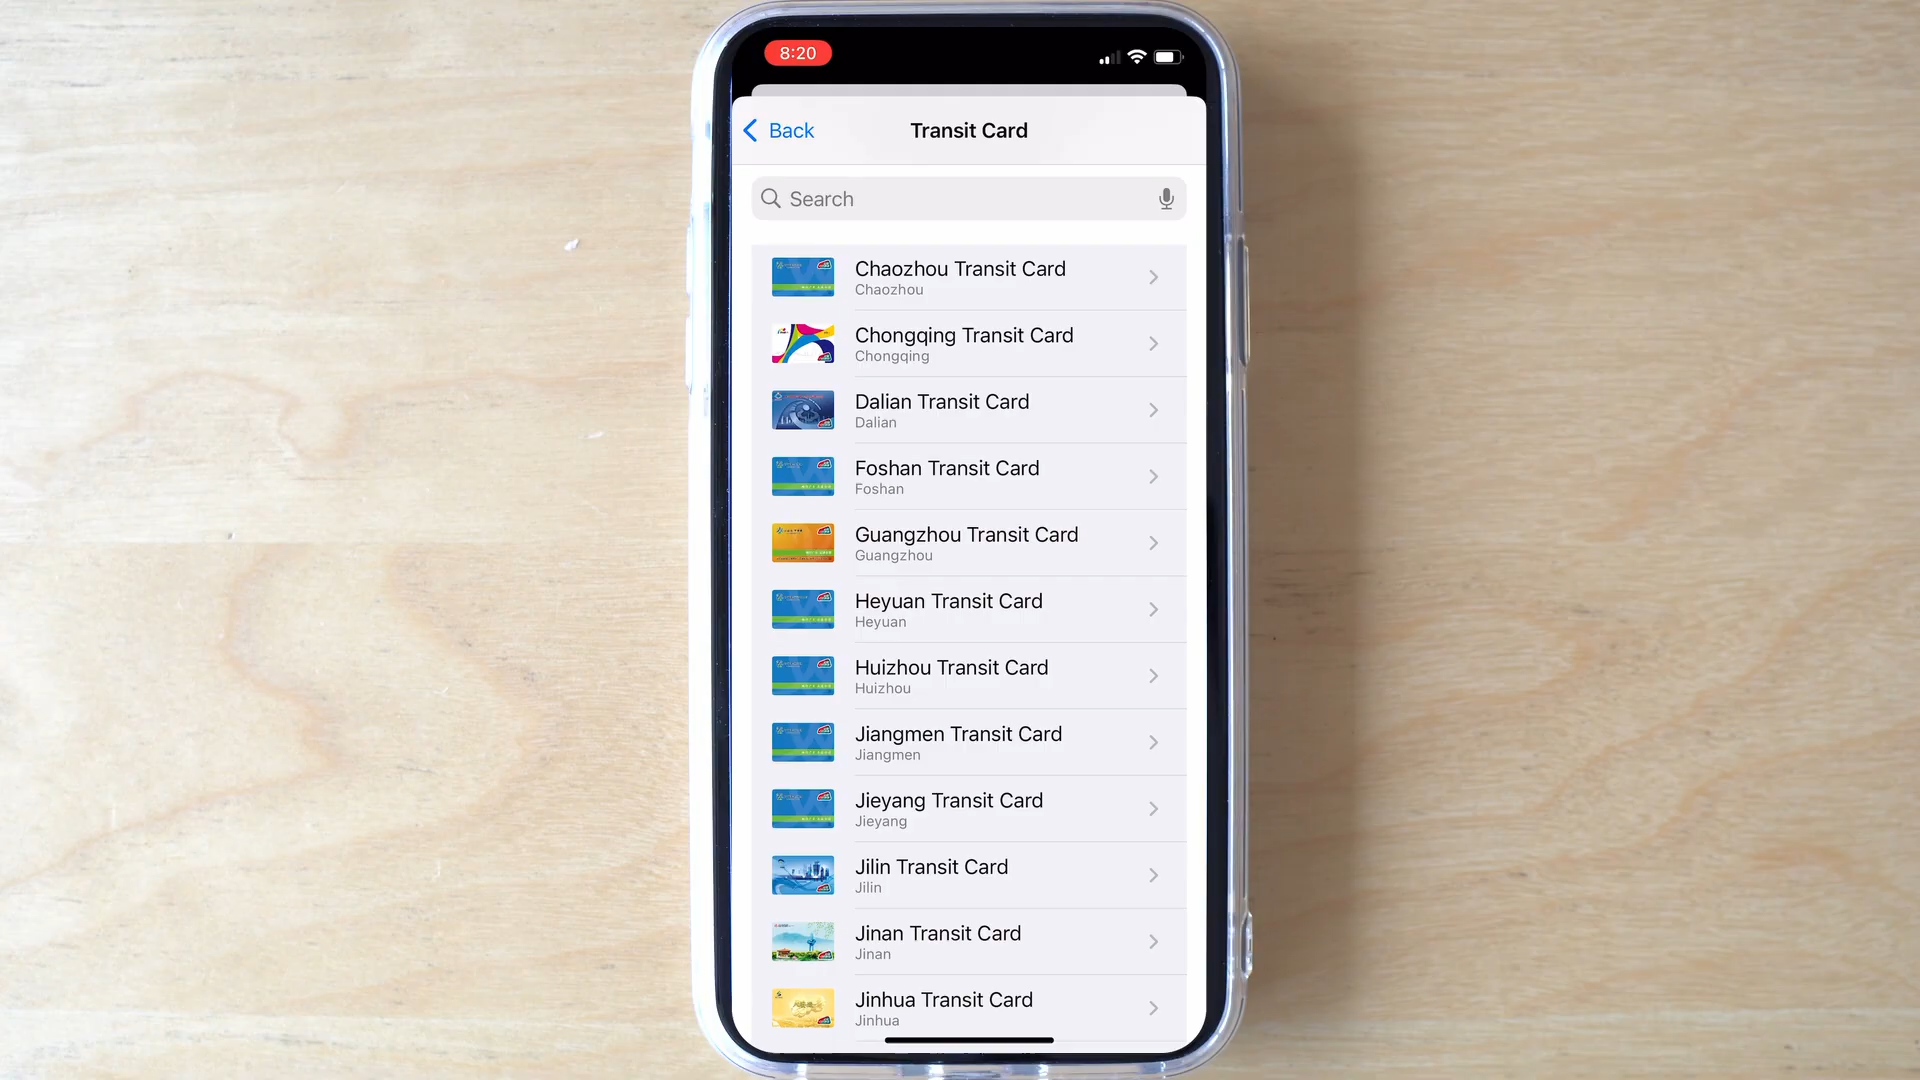 8:20
Back
Transit Card
Search
Chaozhou Transit Card
Chaozhou
Chongqing Transit Card
Chongqing
Dalian Transit Card
Dalian
Foshan Transit Card
Foshan
Guangzhou Transit Card
Guangzhou
Heyuan Transit Card
Heyuan
Huizhou Transit Card
Huizhou
Jiangmen Transit Card
Jiangmen
Jieyang Transit Card
Jieyang
Jilin Transit Card
Jilin
Jinan Transit Card
Jinan
Jinhua Transit Card
Jinhua